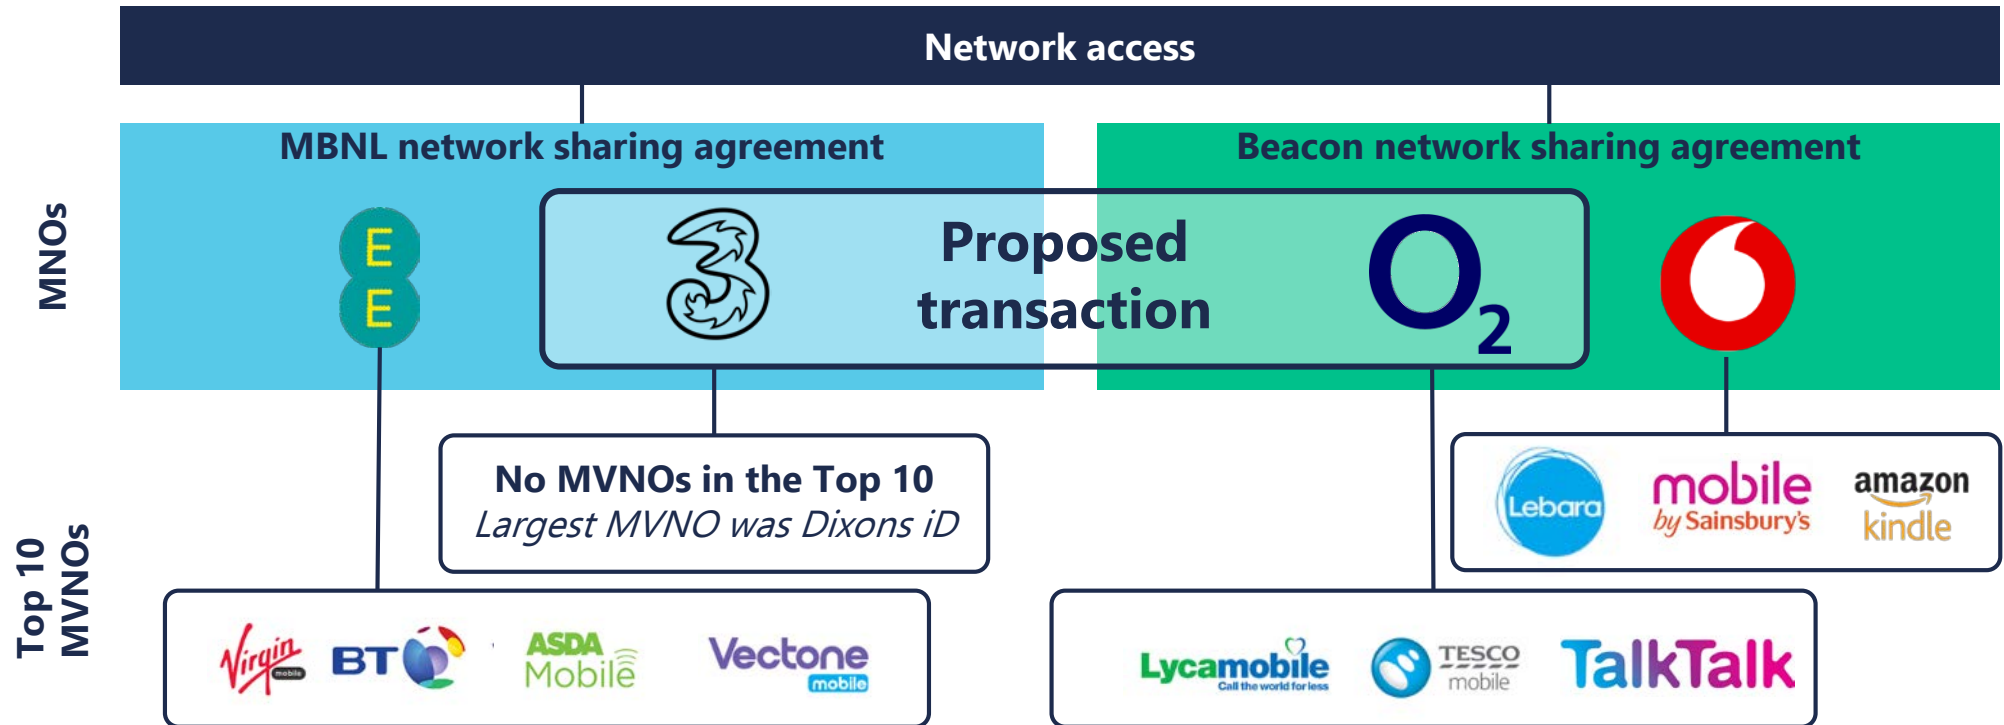 Network access
MBNL network sharing agreement
Beacon network sharing agreement
MNOs
E
E
3
Proposed
transaction
O2
No MVNOs in the Top 10
Largest MVNO was Dixons iD
Lebara
mobile
by Sainsbury's
amazon
kindle
Top 10
MVNOs
Virgin
mobile
BT
ASDA
Mobile
Vectone
mobile
Lycamobile
Call the world for less
TESCO
mobile
TalkTalk